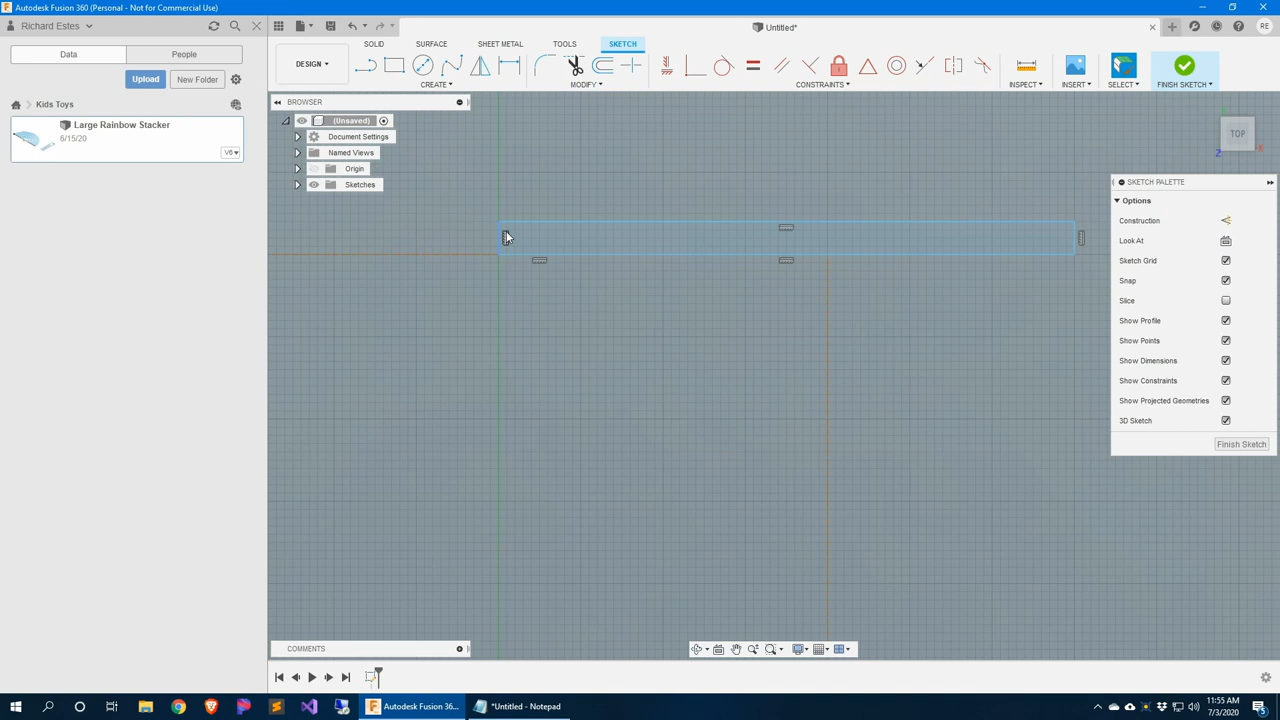 Autodesk Fusion 360 (Personal - Not for Commercial Use)
Richard Estes
Untitled*
RE
Data
People
SOLID
SURFACE
SHEET METAL
TOOLS
SKETCH
DESIGN
Upload
New Folder
CREATE
MODIFY
CONSTRAINTS
INSPECT
INSERT
SELECT
FINISH SKETCH
Kids Toys
BROWSER
Large Rainbow Stacker
6/15/20
V6
(Unsaved)
Document Settings
Named Views
Origin
Sketches
TOP
X
Z
SKETCH PALETTE
Options
Construction
Look At
Sketch Grid
Snap
Slice
Show Profile
Show Points
Show Dimensions
Show Constraints
Show Projected Geometries
3D Sketch
Finish Sketch
COMMENTS
Autodesk Fusion 36...
*Untitled - Notepad
11:55 AM
7/3/2020
5